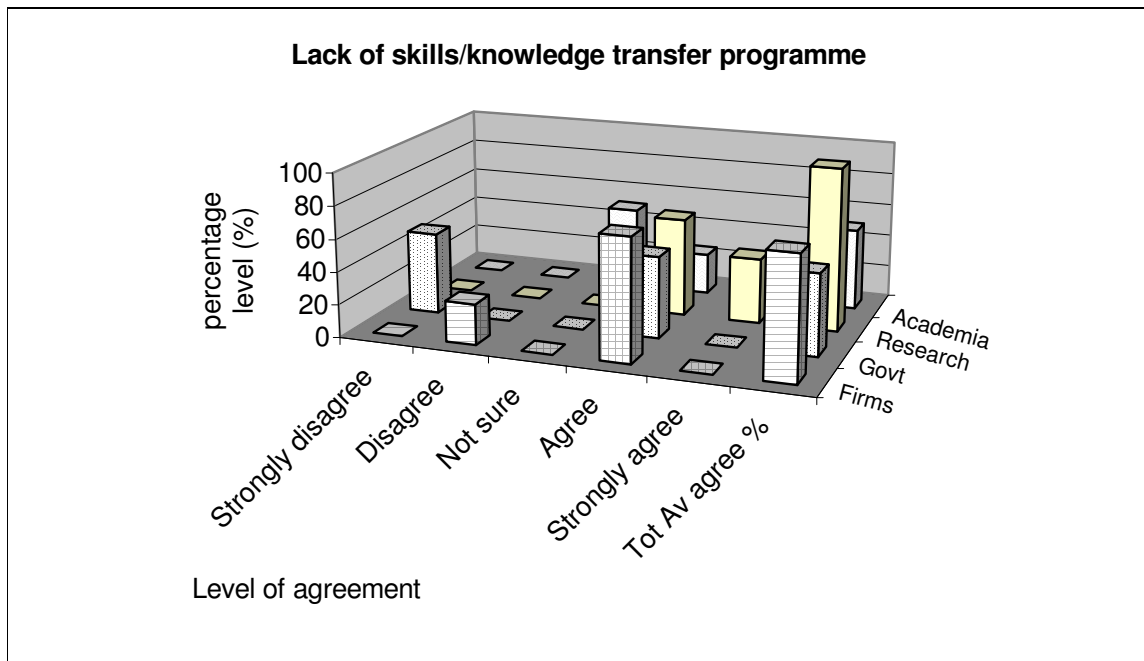 Lack of skills/knowledge transfer programme
percentage
level (%)
100
80
60
40
20
0
Strongly disagree
Disagree
Not sure
Agree
Strongly agree
Tot Av agree %
Academia
Research
Govt
Firms
Level of agreement